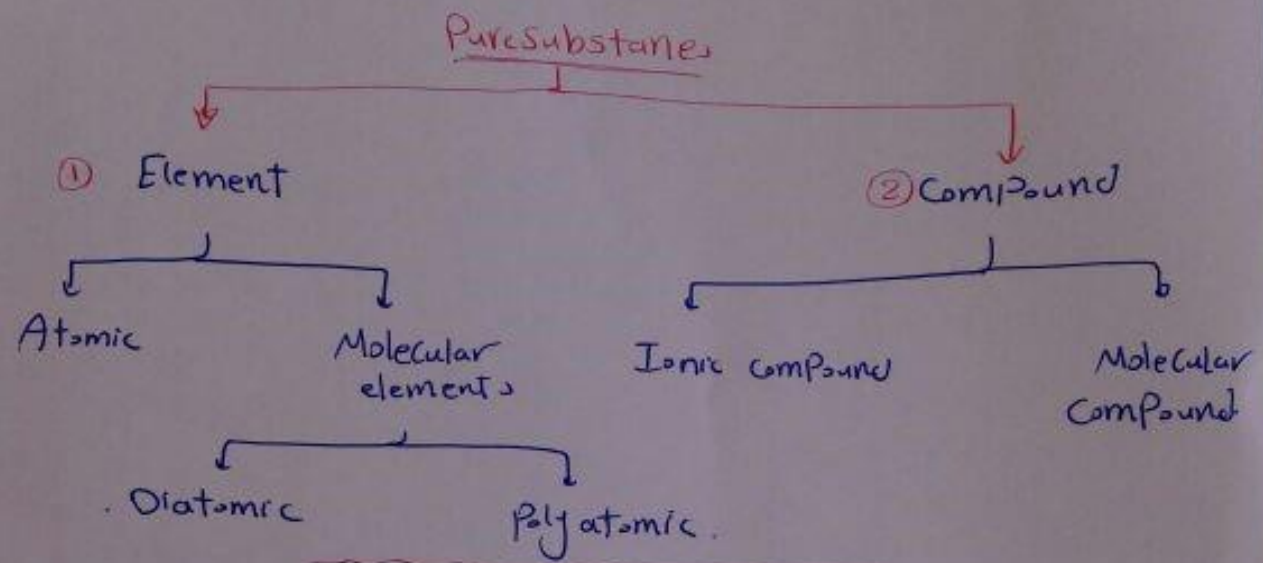 Puresubstanes
① Element
② Compound
Atomic
Molecular
elements
Ionic compound
Molecular
compound
Diatomic
Polyatomic.